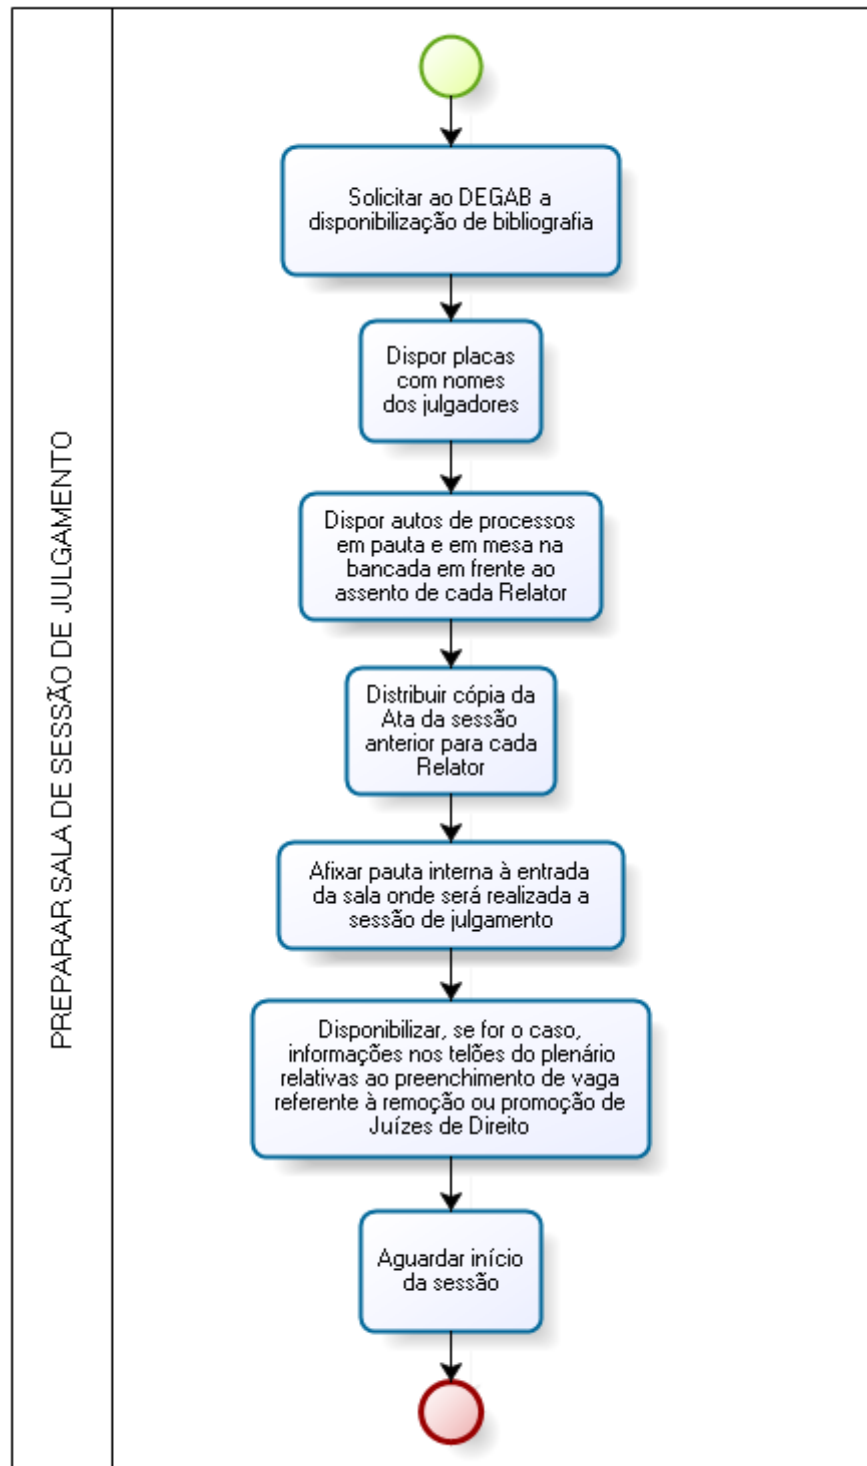 PREPARAR SALA DE SESSÃO DE JULGAMENTO
Solicitar ao DEGAB a
disponibilização de bibliografia
Dispor placas
com nomes
dos julgadores
Dispor autos de processos
em pauta e em mesa na
bancada em frente ao
assento de cada Relator
Distribuir cópia da
Ata da sessão
anterior para cada
Relator
Afixar pauta interna à entrada
da sala onde será realizada a
sessão de julgamento
Disponibilizar, se for o caso,
informações nos telões do plenário
relativas ao preenchimento de vaga
referente à remoção ou promoção de
Juízes de Direito
Aguardar início
da sessão